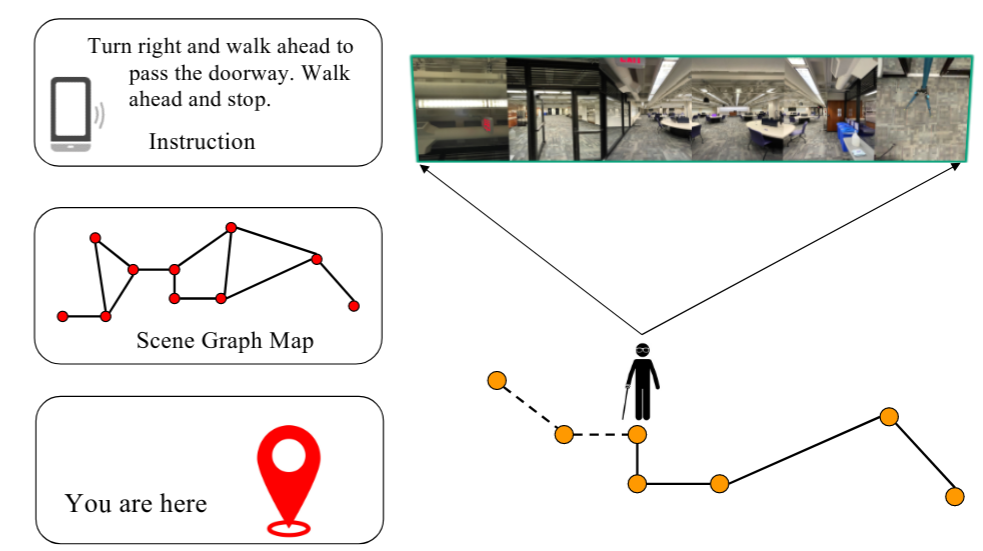 Turn right and walk ahead to
pass the doorway. Walk
ahead and stop.
Instruction
Scene Graph Map
You are here
EXIT